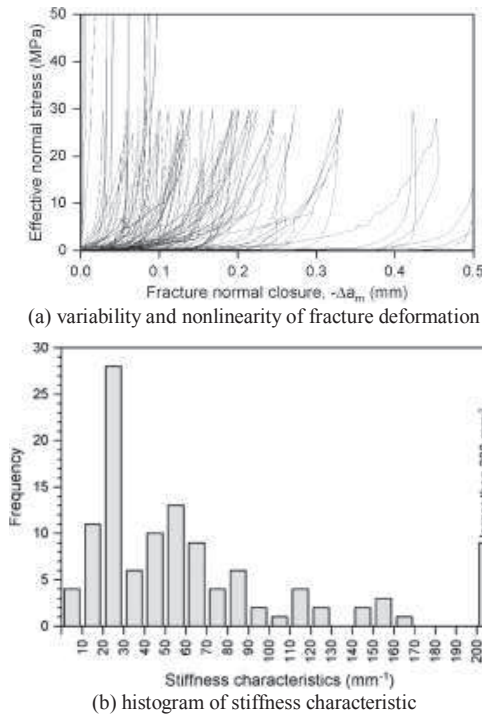 50
40
30
20
10
0
Effective normal stress (MPa)
0.0 0.1 0.2 0.3 0.4 0.5
Fracture normal closure, -Δaₘ (mm)
(a) variability and nonlinearity of fracture deformation
30
25
20
15
10
5
0
Frequency
10 20 30 40 50 60 70 80 90 100 110 120 130 140 150 160 170 180 190 200
Stiffness characteristics (mm⁻¹)
(b) histogram of stiffness characteristic